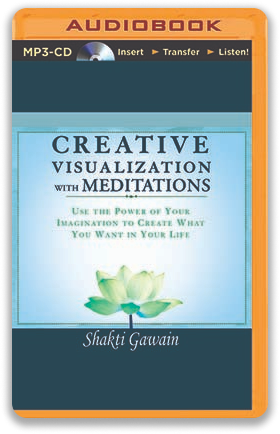 AUDIOBOOK
MP3-CD Insert ► Transfer ► Listen!
CREATIVE
VISUALIZATION
WITH MEDITATIONS
USE THE POWER OF YOUR
IMAGINATION TO CREATE WHAT
YOU WANT IN YOUR LIFE
Shakti Gawain